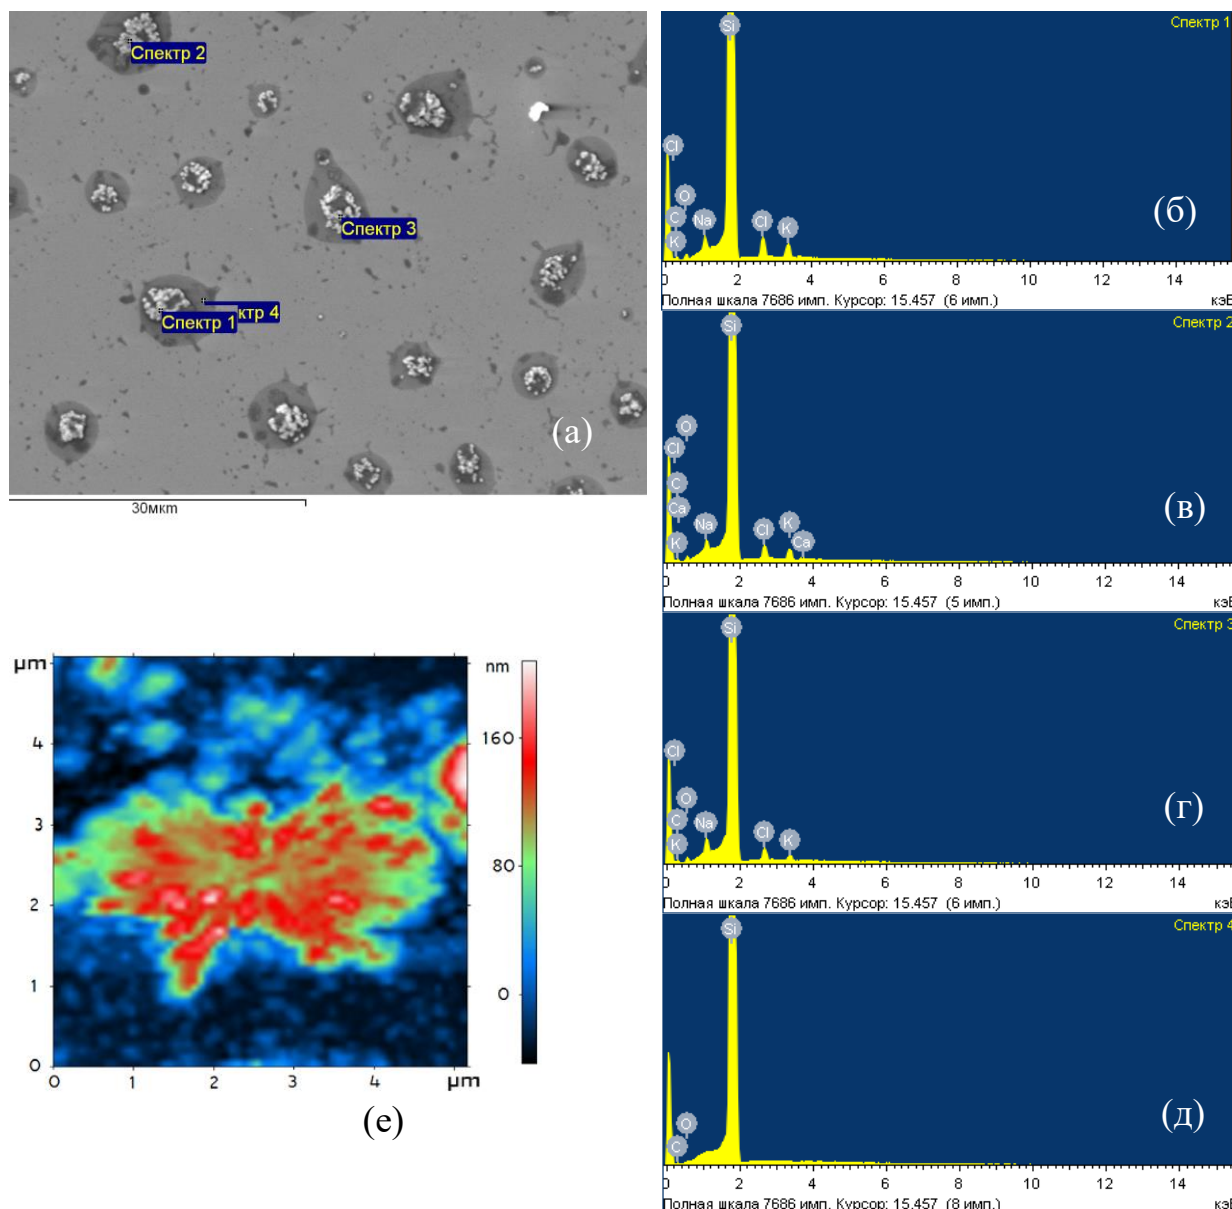 Спектр 2
Спектр 3
ктр 4
Спектр 1
(а)
30мкm
Спектр 1
Si
Cl
O
C
K
Na
Cl
K
(б)
0 2 4 6 8 10 12 14
Полная шкала 7686 имп. Курсор: 15.457 (6 имп.) кэВ
Спектр 2
Si
O
Cl
C
Ca
K
Na
Cl
K
Ca
(в)
0 2 4 6 8 10 12 14
Полная шкала 7686 имп. Курсор: 15.457 (5 имп.) кэВ
Спектр 3
Si
Cl
O
C
K
Na
Cl
K
(г)
0 2 4 6 8 10 12 14
Полная шкала 7686 имп. Курсор: 15.457 (6 имп.) кэВ
Спектр 4
Si
O
C
(д)
0 2 4 6 8 10 12 14
Полная шкала 7686 имп. Курсор: 15.457 (8 имп.) кэВ
µm
4
3
2
1
0
0 1 2 3 4 µm
nm
160
80
0
(е)